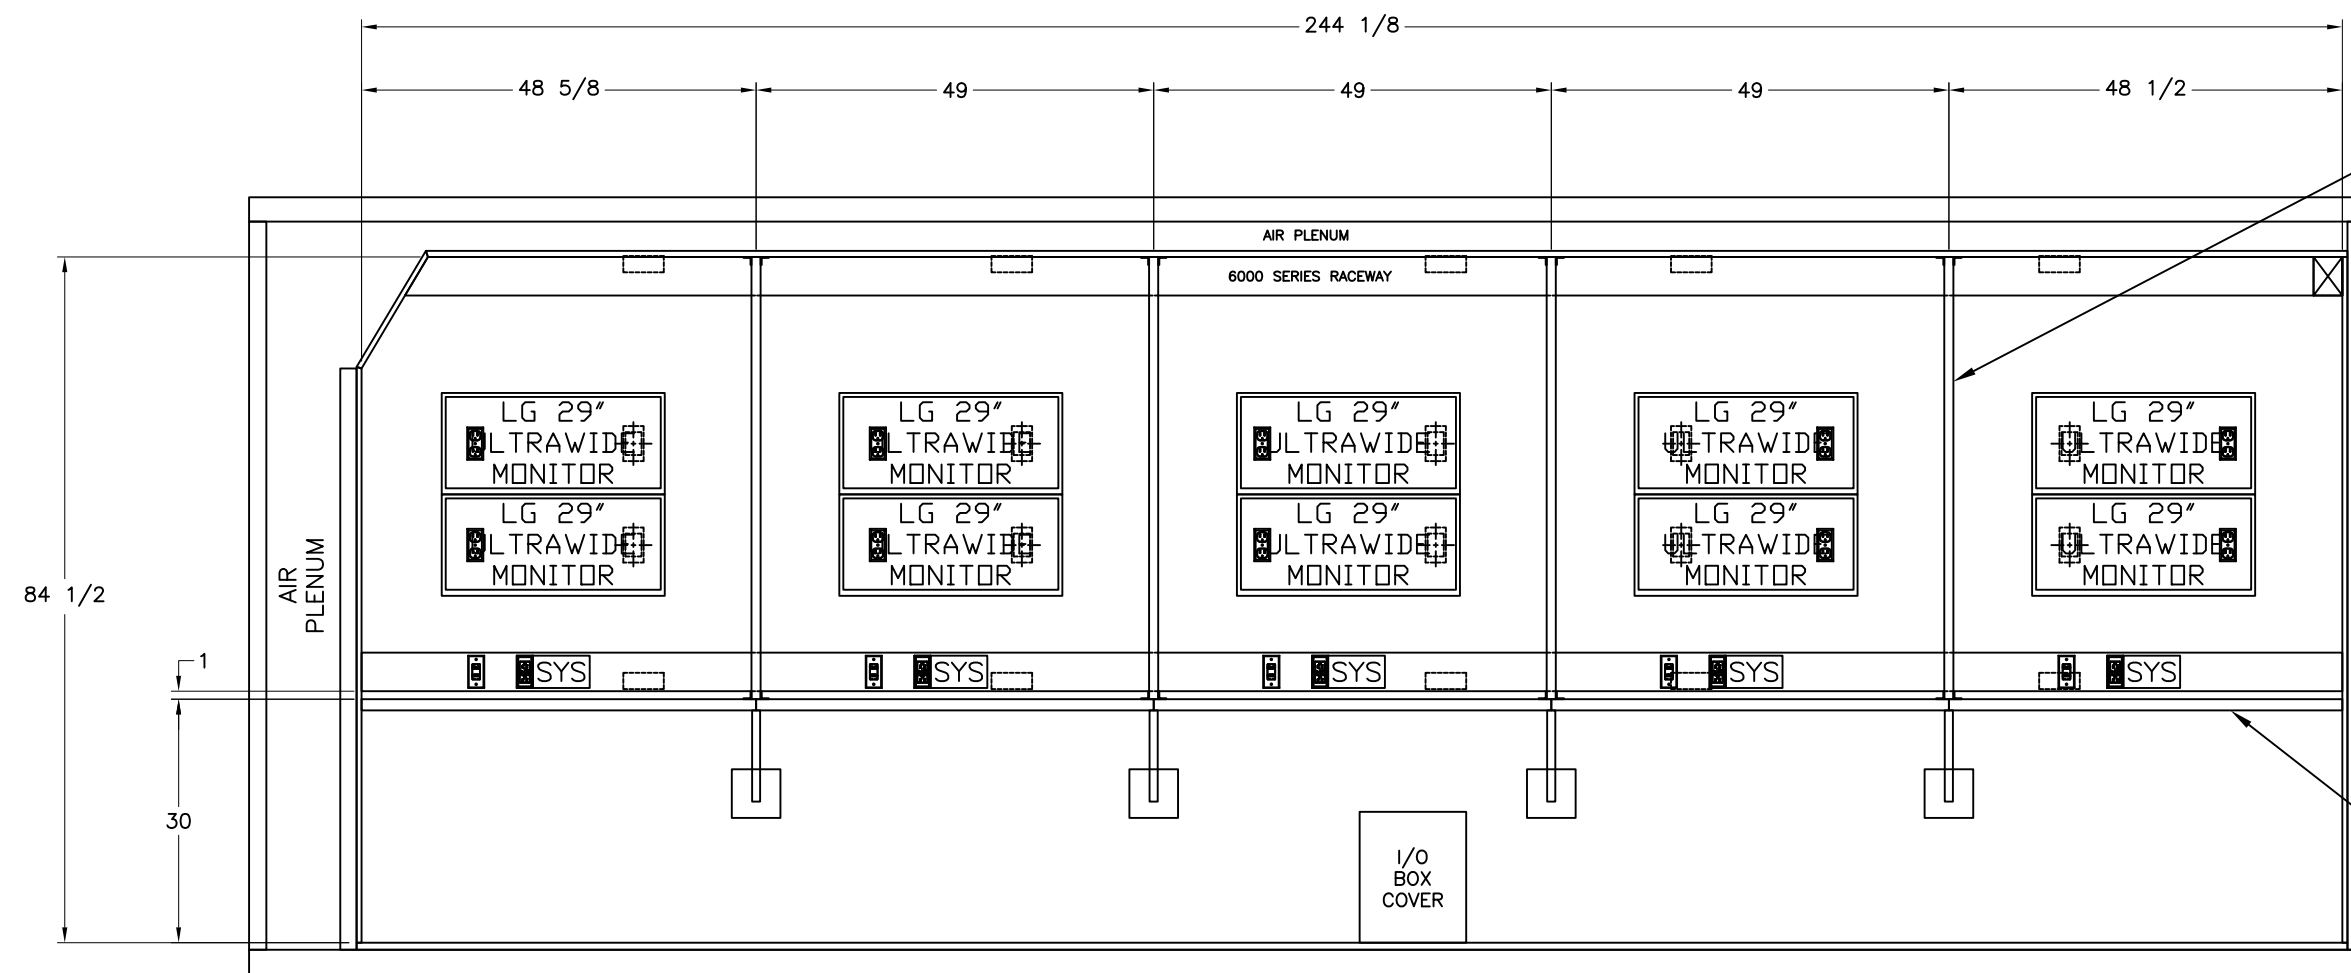 244 1/8
48 5/8
49
49
49
48 1/2
AIR PLENUM
6000 SERIES RACEWAY
LG 29"
ULTRAWIDE
MONITOR
LG 29"
ULTRAWIDE
MONITOR
LG 29"
ULTRAWIDE
MONITOR
LG 29"
ULTRAWIDE
MONITOR
LG 29"
ULTRAWIDE
MONITOR
LG 29"
ULTRAWIDE
MONITOR
LG 29"
ULTRAWIDE
MONITOR
LG 29"
ULTRAWIDE
MONITOR
LG 29"
ULTRAWIDE
MONITOR
LG 29"
ULTRAWIDE
MONITOR
AIR
PLENUM
84 1/2
1
SYS
SYS
SYS
SYS
SYS
30
I/O
BOX
COVER